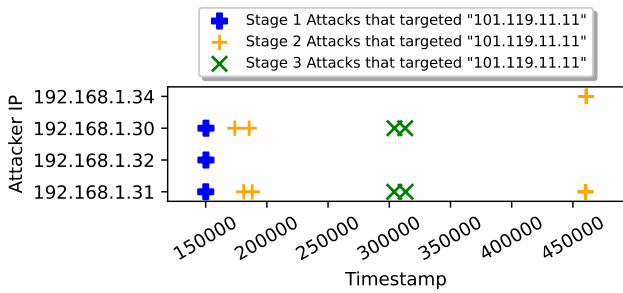 Stage 1 Attacks that targeted "101.119.11.11"
Stage 2 Attacks that targeted "101.119.11.11"
Stage 3 Attacks that targeted "101.119.11.11"
Attacker IP
192.168.1.34
192.168.1.30
192.168.1.32
192.168.1.31
150000 200000 250000 300000 350000 400000 450000
Timestamp